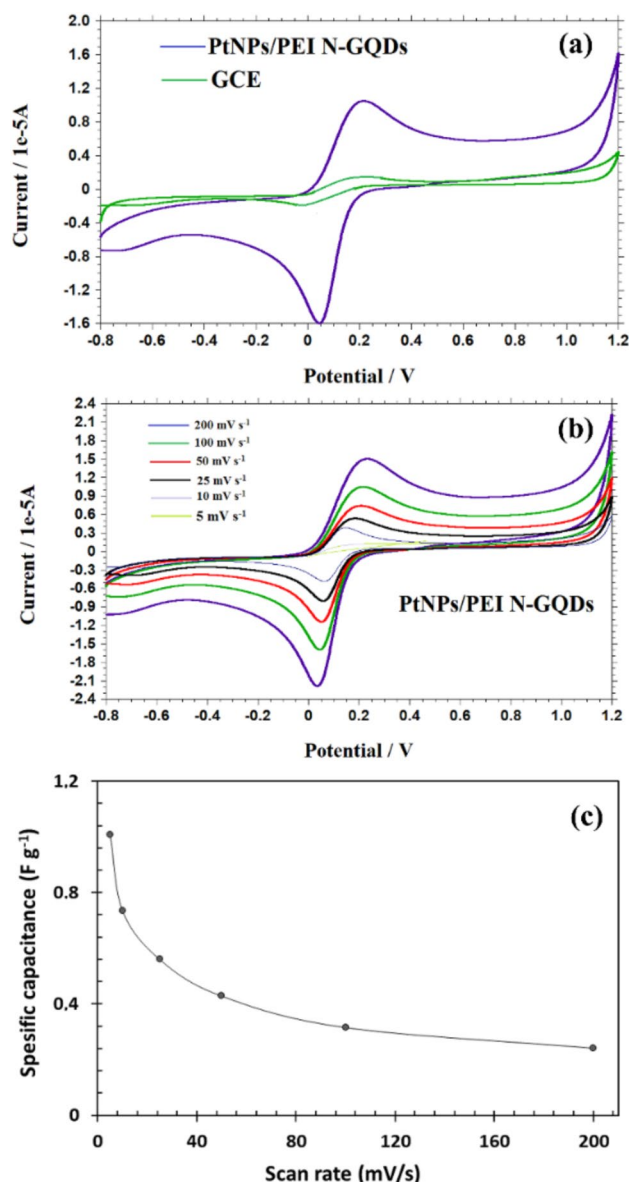 (a)
PtNPs/PEI N-GQDs
GCE
Current / 1e-5A
2.0
1.6
1.2
0.8
0.4
0
-0.4
-0.8
-1.2
-1.6
-0.8 -0.4 -0.2 0 0.2 0.4 0.6 0.8 1.0 1.2
Potential / V
(b)
200 mV s-1
100 mV s-1
50 mV s-1
25 mV s-1
10 mV s-1
5 mV s-1
PtNPs/PEI N-GQDs
Current / 1e-5A
2.4
2.1
1.8
1.5
1.2
0.9
0.6
0.3
0
-0.3
-0.6
-0.9
-1.2
-1.5
-1.8
-2.1
-2.4
-0.8 -0.4 -0.2 0 0.2 0.4 0.6 0.8 1.0 1.2
Potential / V
(c)
Spesific capacitance (F g-1)
1.2
0.8
0.4
0
0 40 80 120 160 200
Scan rate (mV/s)